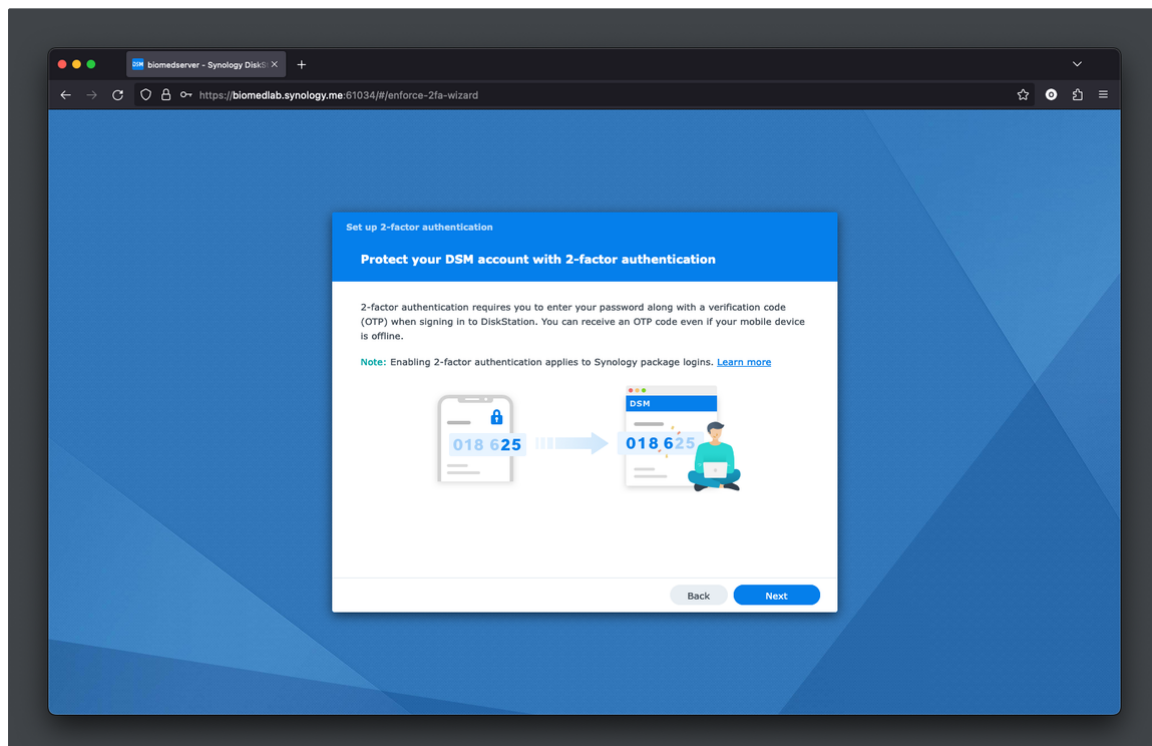 biomedserver - Synology DiskS
https://biomedlab.synology.me:61034/#/enforce-2fa-wizard
Set up 2-factor authentication
Protect your DSM account with 2-factor authentication
2-factor authentication requires you to enter your password along with a verification code
(OTP) when signing in to DiskStation. You can receive an OTP code even if your mobile device
is offline.
Note: Enabling 2-factor authentication applies to Synology package logins. Learn more
DSM
018 625
018 625
Back
Next